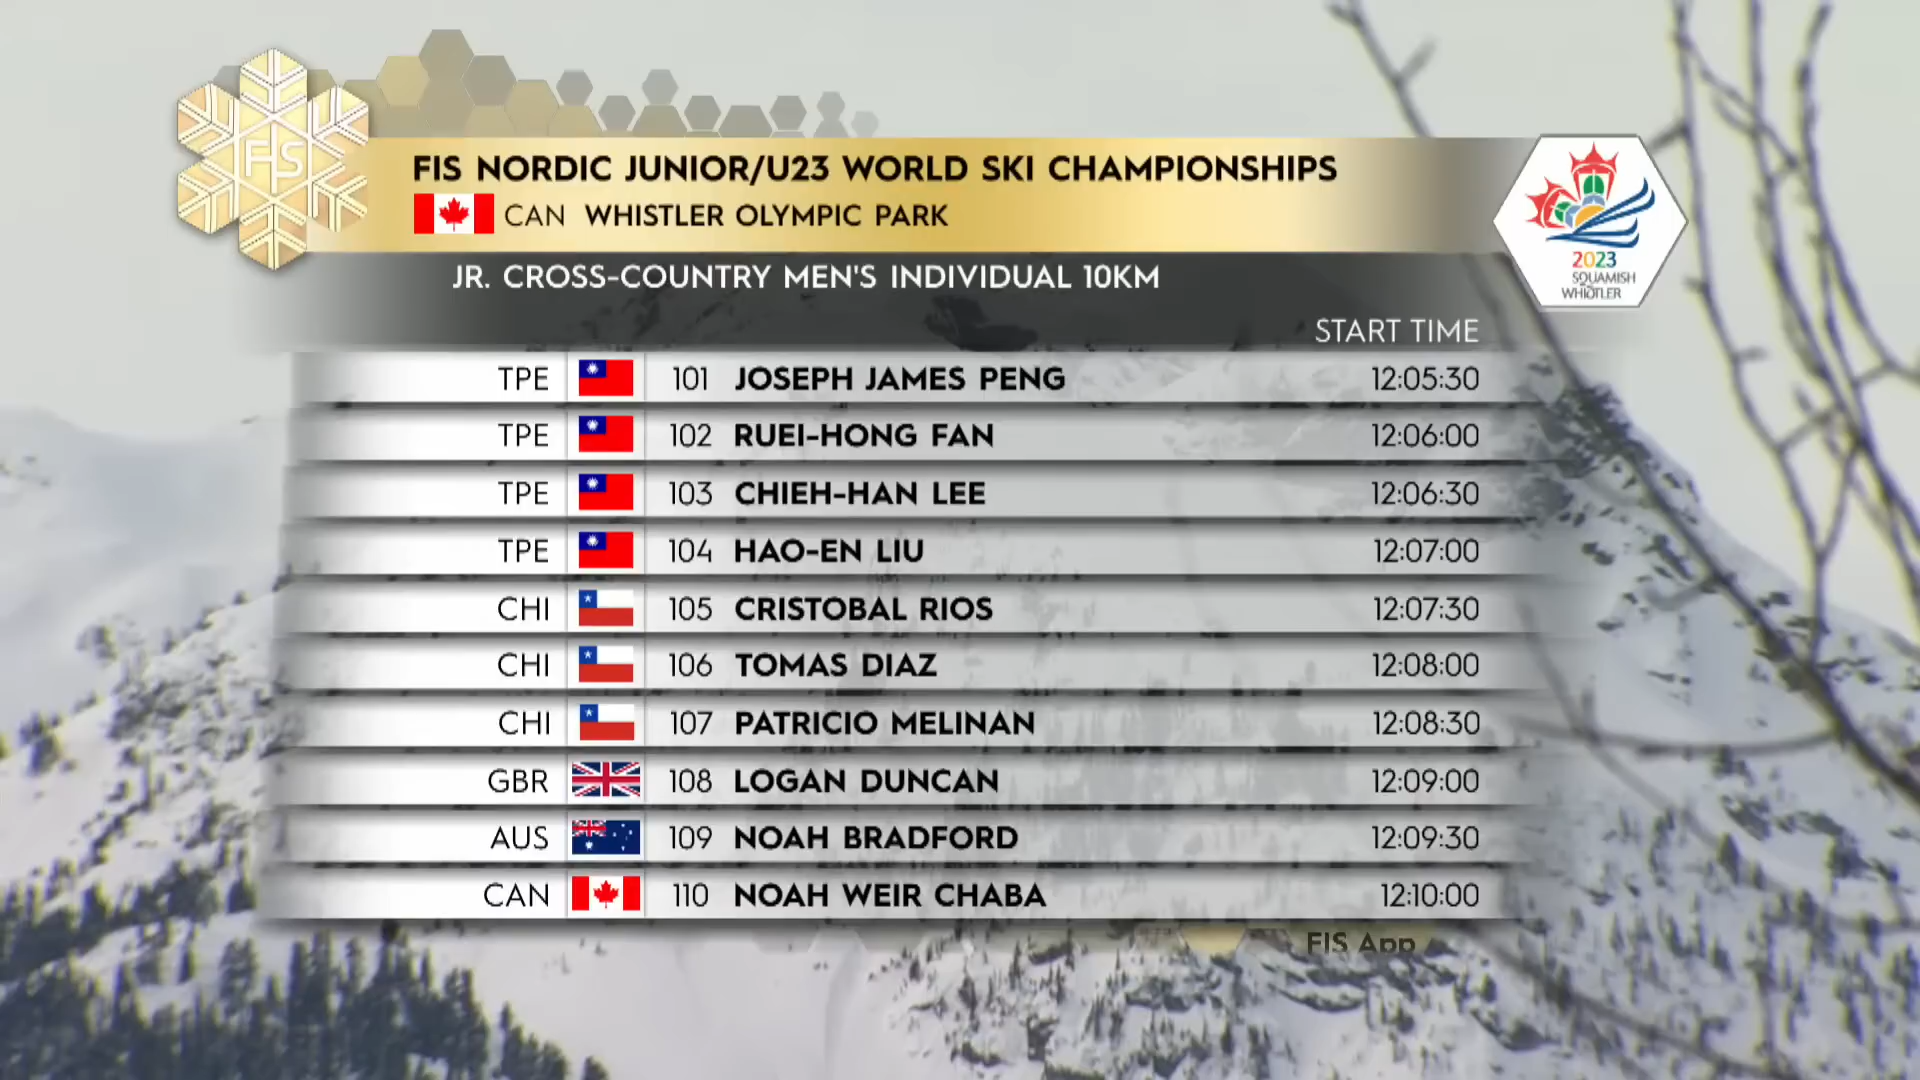 FIS
FIS NORDIC JUNIOR/U23 WORLD SKI CHAMPIONSHIPS
CAN WHISTLER OLYMPIC PARK
2023
SQUAMISH
WHISTLER
JR. CROSS-COUNTRY MEN'S INDIVIDUAL 10KM
START TIME
TPE 101 JOSEPH JAMES PENG 12:05:30
TPE 102 RUEI-HONG FAN 12:06:00
TPE 103 CHIEH-HAN LEE 12:06:30
TPE 104 HAO-EN LIU 12:07:00
CHI 105 CRISTOBAL RIOS 12:07:30
CHI 106 TOMAS DIAZ 12:08:00
CHI 107 PATRICIO MELINAN 12:08:30
GBR 108 LOGAN DUNCAN 12:09:00
AUS 109 NOAH BRADFORD 12:09:30
CAN 110 NOAH WEIR CHABA 12:10:00
FIS App